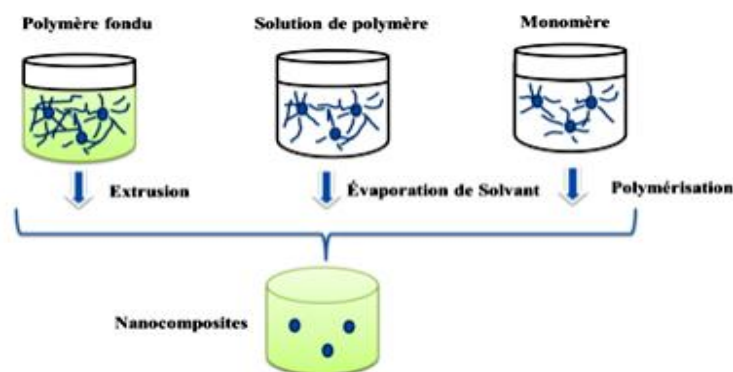 Polymère fondu
Solution de polymère
Monomère
Extrusion
Évaporation de Solvant
Polymérisation
Nanocomposites